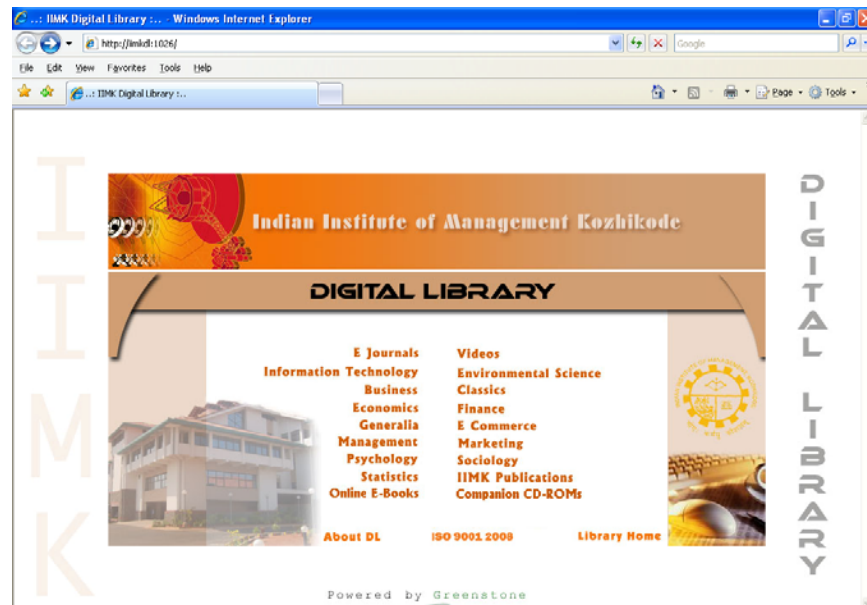 ..: IIMK Digital Library :.. - Windows Internet Explorer
http://iimkdl:1026/
Google
File Edit View Favorites Tools Help
..: IIMK Digital Library :..
Page Tools
IIMK
Indian Institute of Management Kozhikode
DIGITAL LIBRARY
DIGITAL LIBRARY
E Journals Videos
Information Technology Environmental Science
Business Classics
Economics Finance
Generalia E Commerce
Management Marketing
Psychology Sociology
Statistics IIMK Publications
Online E-Books Companion CD-ROMs
About DL ISO 9001 2008 Library Home
Powered by Greenstone